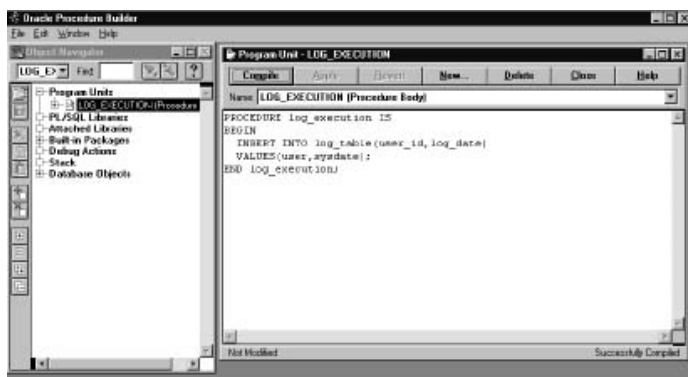 Oracle Procedure Builder
File Edit Window Help
Object Navigator
LOG_EX Find
Program Units
LOG_EXECUTION (Procedure
PL/SQL Libraries
Attached Libraries
Built-in Packages
Debug Actions
Stack
Database Objects
Program Unit - LOG_EXECUTION
Compile Apply Revert New... Delete Close Help
Name LOG_EXECUTION (Procedure Body)
PROCEDURE log_execution IS
BEGIN
INSERT INTO log_table(user_id,log_date)
VALUES(user,sysdate);
END log_execution;
Not Modified Successfully Compiled